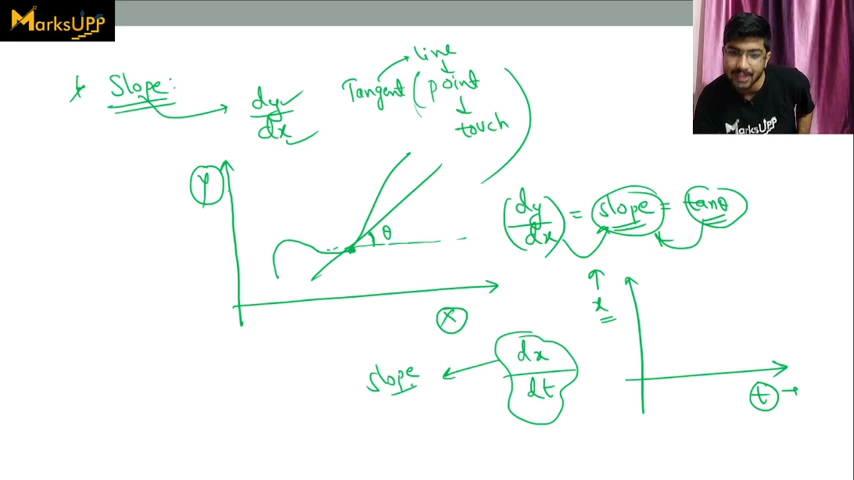 MarksUPP
* Slope:
dy
dx
Tangent ( line
point
touch )
y
θ
x
(dy/dx) = slope = tanθ
x
t →
slope
dx
dt
MarksUPP